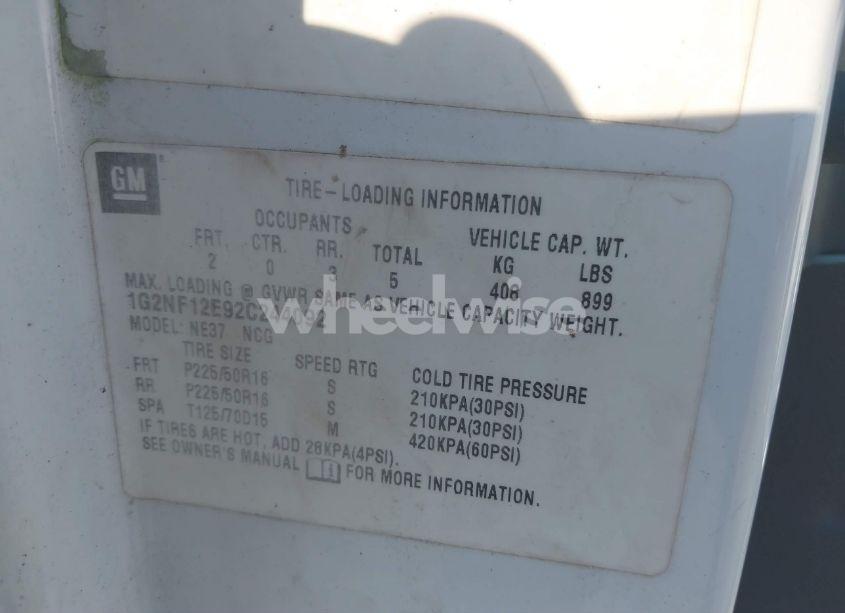 GM
TIRE-LOADING INFORMATION
OCCUPANTS
VEHICLE CAP. WT.
FRT. CTR. RR. TOTAL KG LBS
2 0 3 5 408 899
MAX. LOADING @ GVWR SAME AS VEHICLE CAPACITY WEIGHT.
1G2NF12E92C244092
MODEL: NE37 NCG
TIRE SIZE SPEED RTG COLD TIRE PRESSURE
FRT P225/50R16 S 210KPA(30PSI)
RR P225/50R16 S 210KPA(30PSI)
SPA T125/70D15 M 420KPA(60PSI)
IF TIRES ARE HOT, ADD 28KPA(4PSI).
SEE OWNER'S MANUAL FOR MORE INFORMATION.
wheelwise